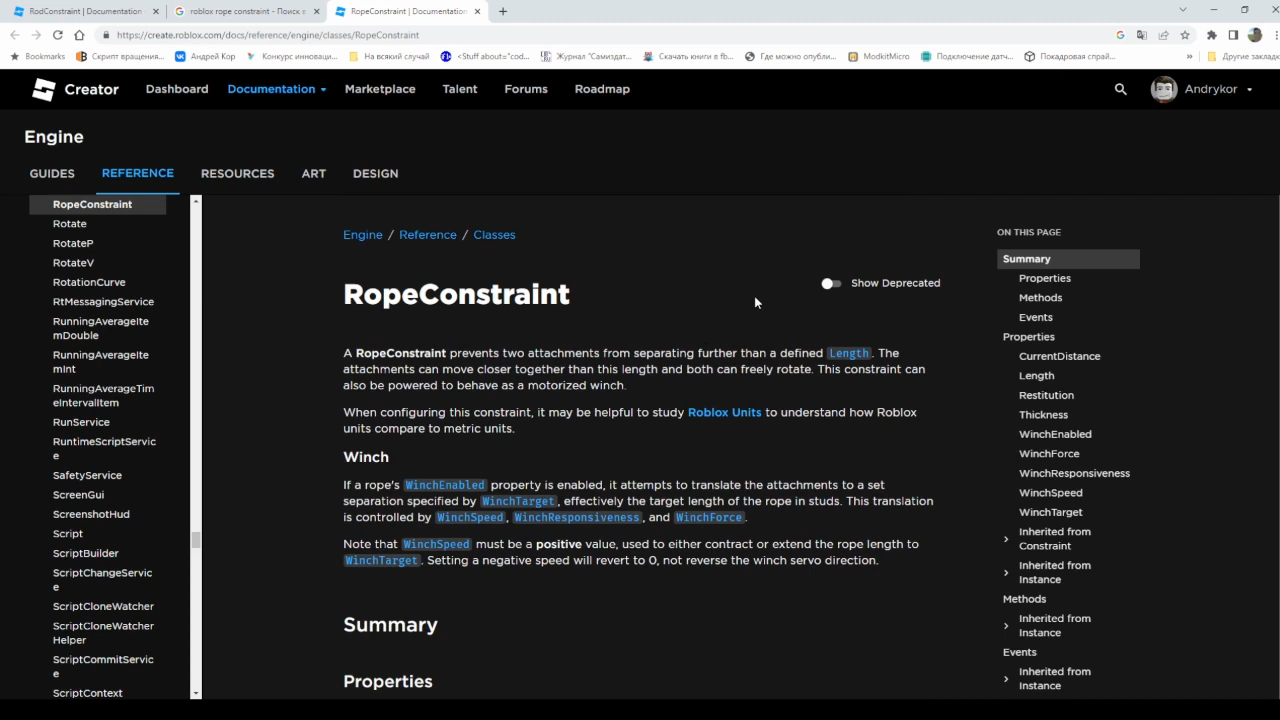 RodConstraint | Documentation
roblox rope constraint - Поиск в
RopeConstraint | Documentation
https://create.roblox.com/docs/reference/engine/classes/RopeConstraint
Bookmarks
Скрипт вращения...
Андрей Кор
Конкурс инноваци...
На всякий случай
<Stuff about="cod...
Журнал "Самиздат...
Скачать книги в fb...
Где можно опубли...
ModkitMicro
Подключение датч...
Покадровая спрай...
»
Другие закладк
Creator
Dashboard
Documentation
Marketplace
Talent
Forums
Roadmap
Andrykor
Engine
GUIDES
REFERENCE
RESOURCES
ART
DESIGN
RopeConstraint
Rotate
RotateP
RotateV
RotationCurve
RtMessagingService
RunningAverageIte
mDouble
RunningAverageIte
mInt
RunningAverageTim
eIntervalItem
RunService
RuntimeScriptServic
e
SafetyService
ScreenGui
ScreenshotHud
Script
ScriptBuilder
ScriptChangeServic
e
ScriptCloneWatcher
ScriptCloneWatcher
Helper
ScriptCommitServic
e
ScriptContext
Engine / Reference / Classes
RopeConstraint
Show Deprecated
A RopeConstraint prevents two attachments from separating further than a defined Length. The
attachments can move closer together than this length and both can freely rotate. This constraint can
also be powered to behave as a motorized winch.
When configuring this constraint, it may be helpful to study Roblox Units to understand how Roblox
units compare to metric units.
Winch
If a rope's WinchEnabled property is enabled, it attempts to translate the attachments to a set
separation specified by WinchTarget, effectively the target length of the rope in studs. This translation
is controlled by WinchSpeed, WinchResponsiveness, and WinchForce.
Note that WinchSpeed must be a positive value, used to either contract or extend the rope length to
WinchTarget. Setting a negative speed will revert to 0, not reverse the winch servo direction.
Summary
Properties
ON THIS PAGE
Summary
Properties
Methods
Events
Properties
CurrentDistance
Length
Restitution
Thickness
WinchEnabled
WinchForce
WinchResponsiveness
WinchSpeed
WinchTarget
Inherited from
Constraint
Inherited from
Instance
Methods
Inherited from
Instance
Events
Inherited from
Instance